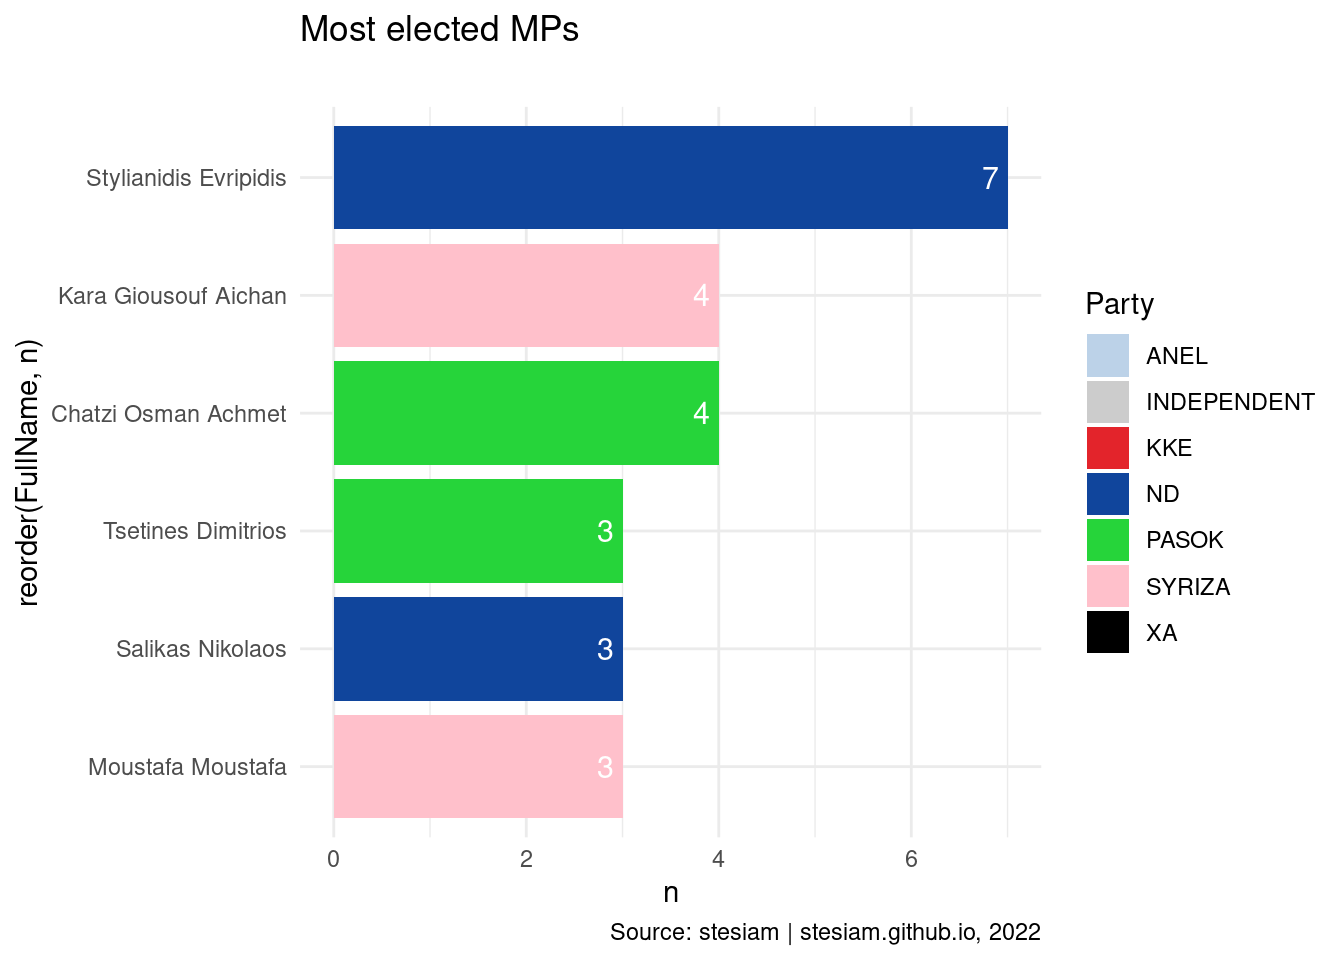 Most elected MPs
reorder(FullName, n)
Stylianidis Evripidis
7
Kara Giousouf Aichan
4
Chatzi Osman Achmet
4
Tsetines Dimitrios
3
Salikas Nikolaos
3
Moustafa Moustafa
3
0 2 4 6
n
Party
ANEL
INDEPENDENT
KKE
ND
PASOK
SYRIZA
XA
Source: stesiam | stesiam.github.io, 2022